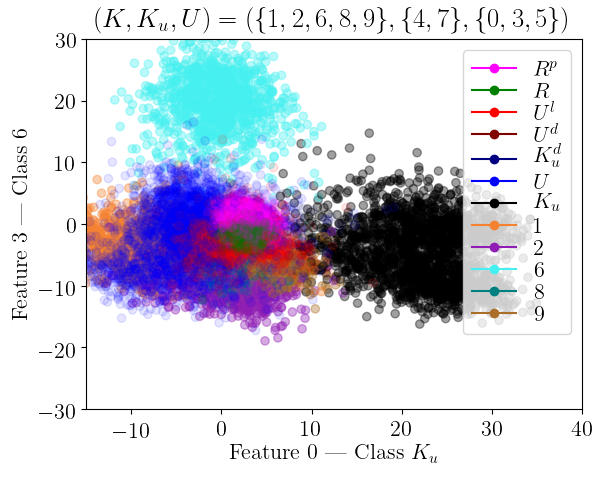 (K, K_u, U) = ({1, 2, 6, 8, 9}, {4, 7}, {0, 3, 5})
30
20
10
0
−10
−20
−30
Feature 3 — Class 6
−10
0
10
20
30
40
Feature 0 — Class K_u
R^p
R
U^l
U^d
K_u^d
U
K_u
1
2
6
8
9